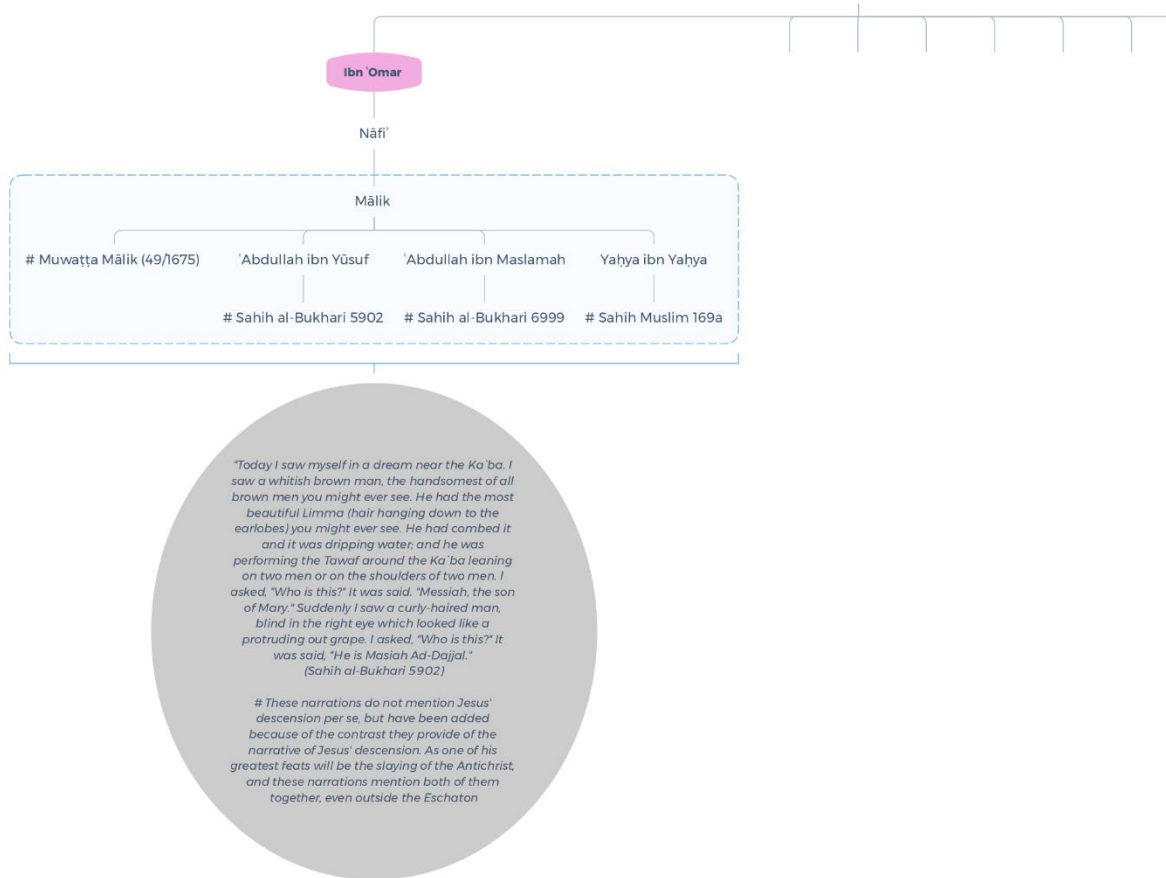 Ibn ʿOmar
Nāfiʾ
Mālik
# Muwaṭṭa Mālik (49/1675)
ʿAbdullah ibn Yūsuf
ʿAbdullah ibn Maslamah
Yaḥya ibn Yaḥya
# Sahih al-Bukhari 5902
# Sahih al-Bukhari 6999
# Sahih Muslim 169a
"Today I saw myself in a dream near the Ka`ba. I
saw a whitish brown man, the handsomest of all
brown men you might ever see. He had the most
beautiful Limma (hair hanging down to the
earlobes) you might ever see. He had combed it
and it was dripping water; and he was
performing the Tawaf around the Ka`ba leaning
on two men or on the shoulders of two men. I
asked, "Who is this?" It was said. "Messiah, the son
of Mary." Suddenly I saw a curly-haired man,
blind in the right eye which looked like a
protruding out grape. I asked, "Who is this?" It
was said, "He is Masiah Ad-Dajjal."
(Sahih al-Bukhari 5902)
# These narrations do not mention Jesus'
descension per se, but have been added
because of the contrast they provide of the
narrative of Jesus' descension. As one of his
greatest feats will be the slaying of the Antichrist,
and these narrations mention both of them
together, even outside the Eschaton